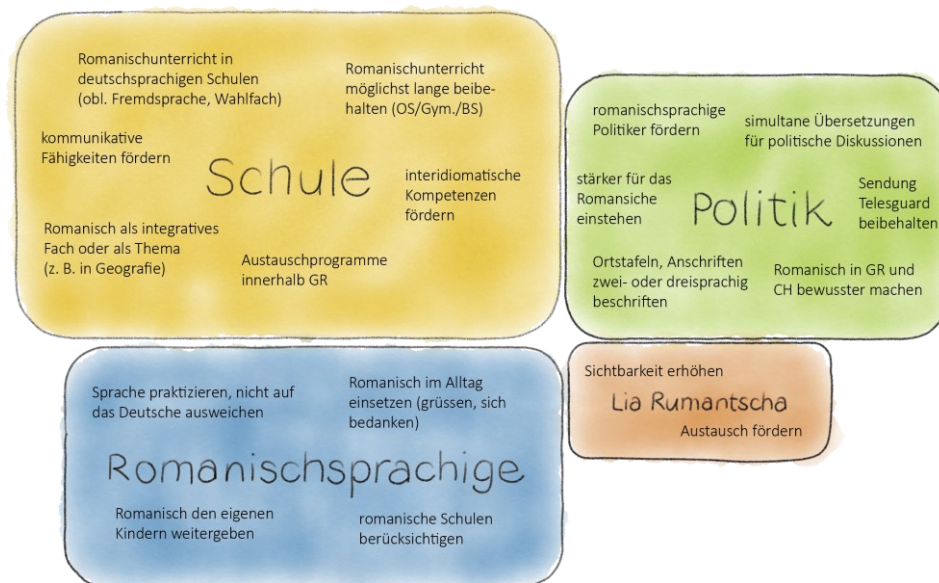 Romanischunterricht in
deutschsprachigen Schulen
(obl. Fremdsprache, Wahlfach)
Romanischunterricht
möglichst lange beibe-
halten (OS/Gym./BS)
kommunikative
Fähigkeiten fördern
Schule
interidiomatische
Kompetenzen
fördern
Romanisch als integratives
Fach oder als Thema
(z. B. in Geografie)
Austauschprogramme
innerhalb GR
romanischsprachige
Politiker fördern
simultane Übersetzungen
für politische Diskussionen
stärker für das
Romansiche
einstehen
Politik
Sendung
Telesguard
beibehalten
Ortstafeln, Anschriften
zwei- oder dreisprachig
beschriften
Romanisch in GR und
CH bewusster machen
Sprache praktizieren, nicht auf
das Deutsche ausweichen
Romanisch im Alltag
einsetzen (grüssen, sich
bedanken)
Romanischsprachige
Romanisch den eigenen
Kindern weitergeben
romanische Schulen
berücksichtigen
Sichtbarkeit erhöhen
Lia Rumantscha
Austausch fördern